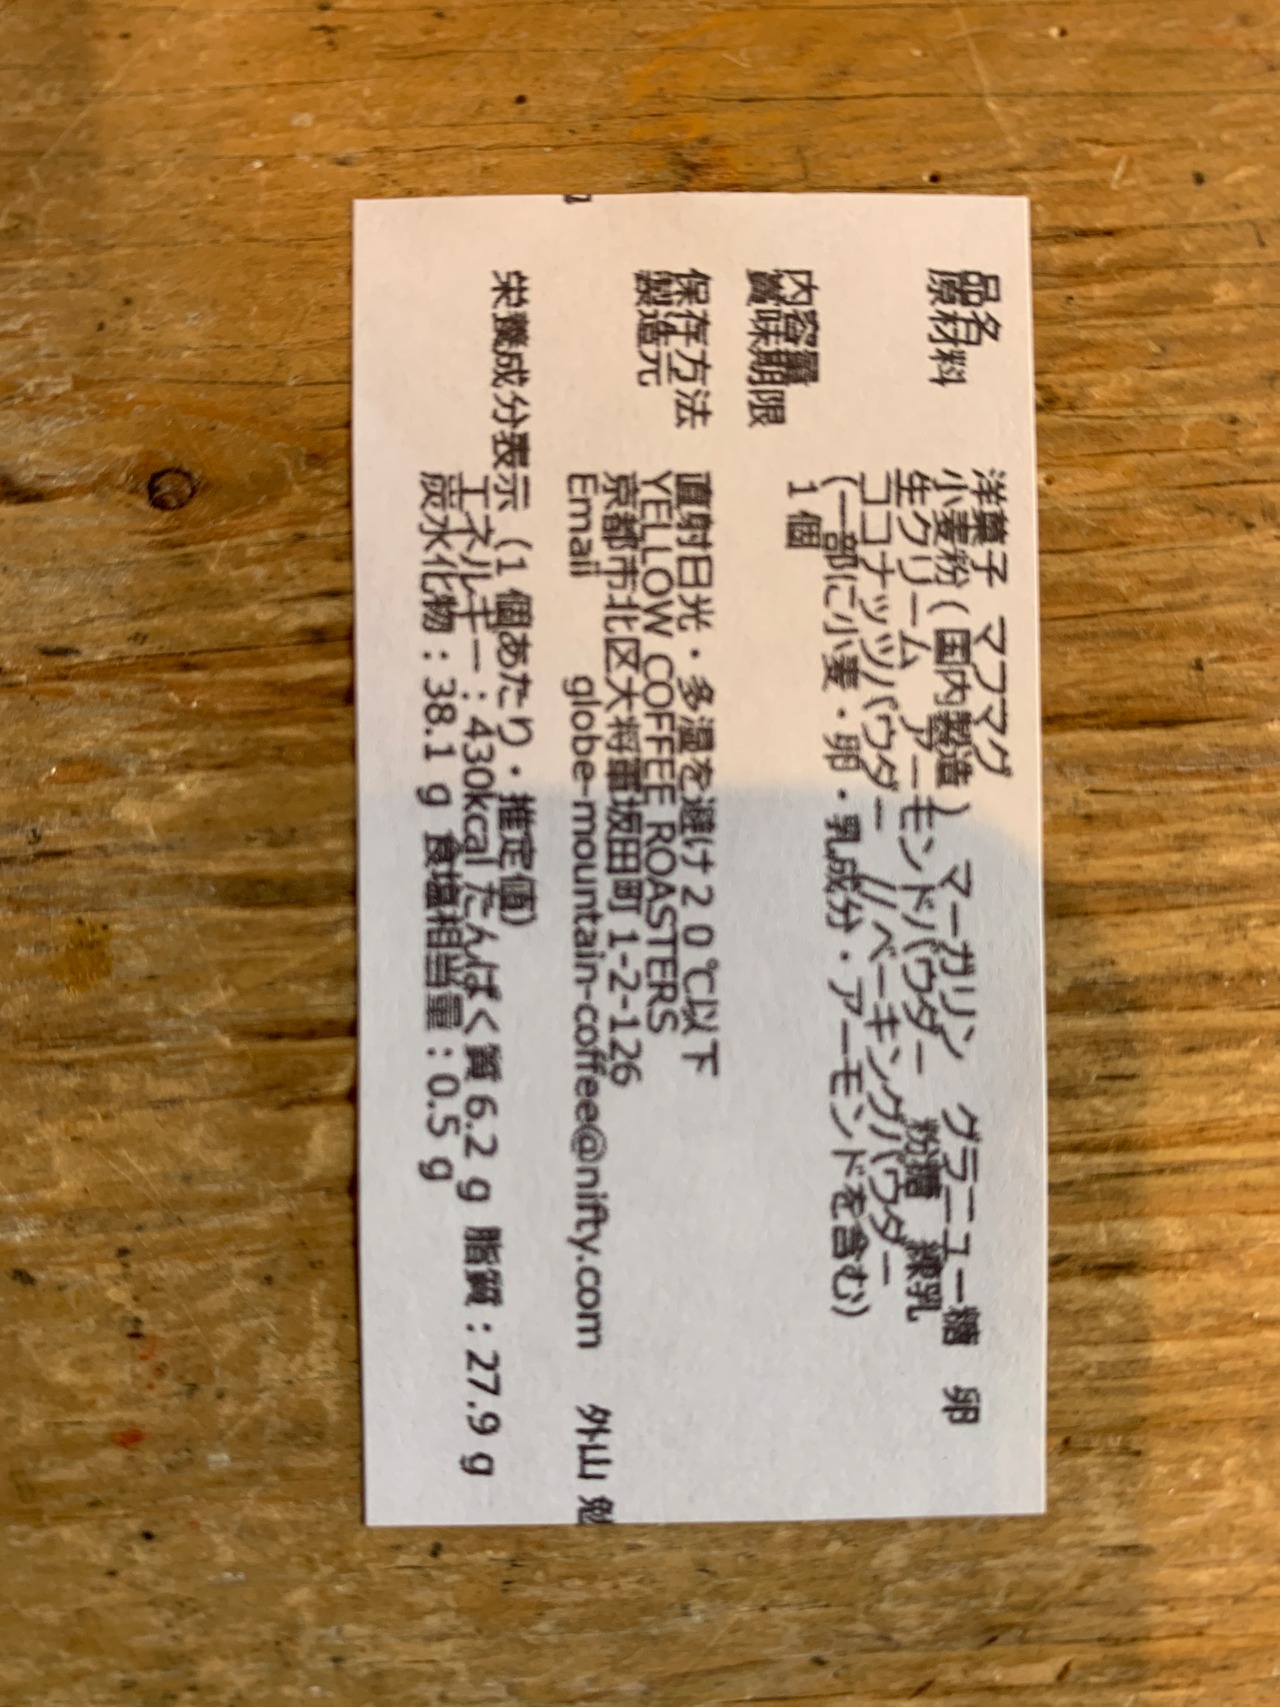 品名 洋菓子 マフマグ
原材料 小麦粉(国内製造) マーガリン グラニュー糖 卵
生クリーム アーモンドパウダー 粉糖 練乳
ココナッツパウダー //ベーキングパウダー
(一部に小麦・卵・乳成分・アーモンドを含む)
内容量 1個
賞味期限
保存方法 直射日光・多湿を避け20℃以下
製造元 YELLOW COFFEE ROASTERS
京都市北区大将軍坂田町1-2-126
Email globe-mountain-coffee@nifty.com 外山
栄養成分表示(1個あたり・推定値)
エネルギー:430kcal たんぱく質6.2g 脂質:27.9g
炭水化物:38.1g 食塩相当量:0.5g